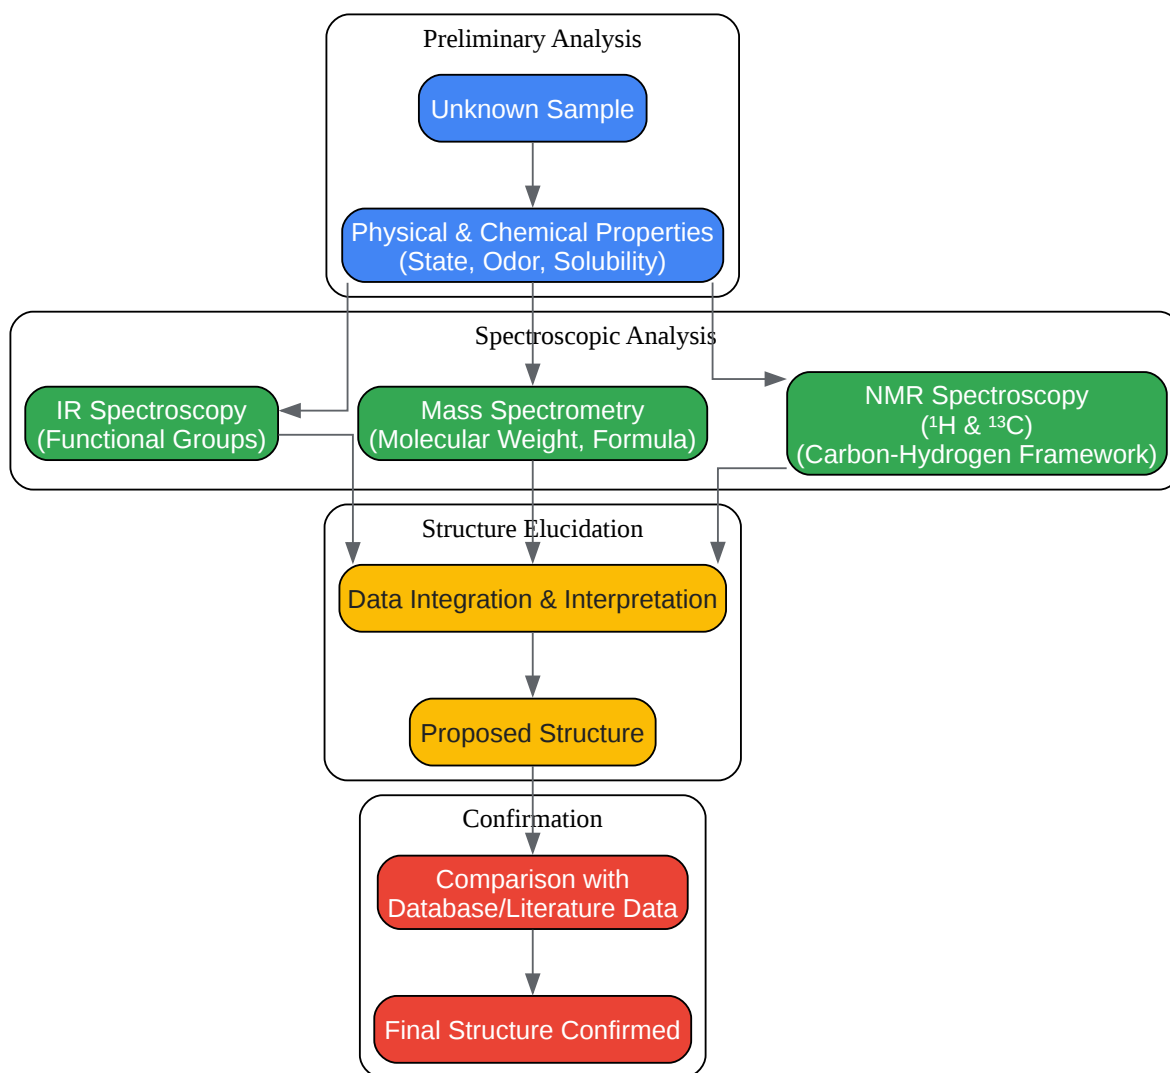 Preliminary Analysis
Unknown Sample
Physical & Chemical Properties
(State, Odor, Solubility)
Spectroscopic Analysis
IR Spectroscopy
(Functional Groups)
Mass Spectrometry
(Molecular Weight, Formula)
NMR Spectroscopy
(¹H & ¹³C)
(Carbon-Hydrogen Framework)
Structure Elucidation
Data Integration & Interpretation
Proposed Structure
Confirmation
Comparison with
Database/Literature Data
Final Structure Confirmed